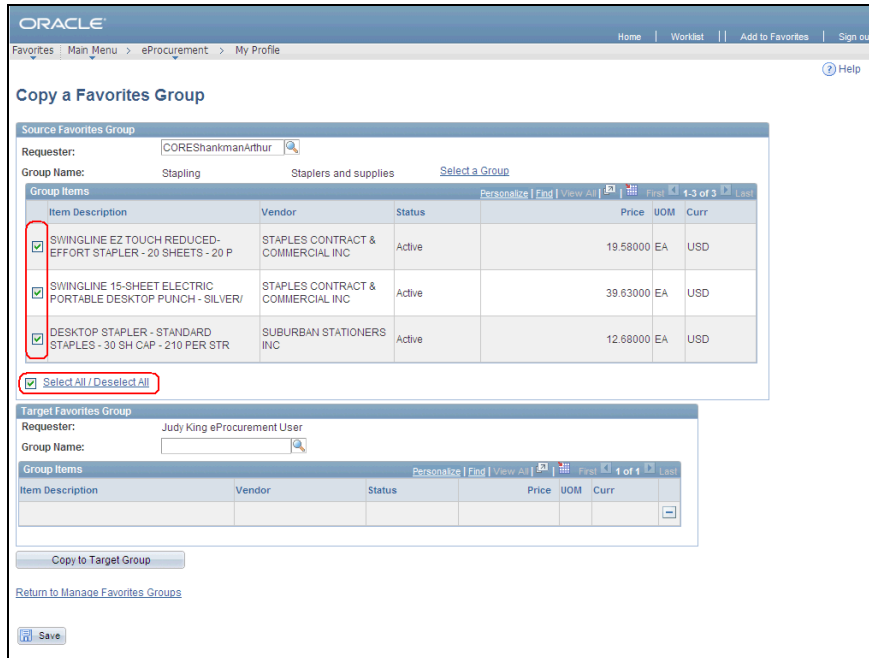 ORACLE
Home | Worklist || Add to Favorites | Sign ou
Favorites | Main Menu > eProcurement > My Profile
? Help
Copy a Favorites Group
Source Favorites Group
Requester: COREShankmanArthur
Group Name: Stapling Staplers and supplies Select a Group
Group Items Personalize | Find | View All | | First 1-3 of 3 Last
Item Description Vendor Status Price UOM Curr
SWINGLINE EZ TOUCH REDUCED-
EFFORT STAPLER - 20 SHEETS - 20 P
STAPLES CONTRACT &
COMMERCIAL INC
Active 19.58000 EA USD
SWINGLINE 15-SHEET ELECTRIC
PORTABLE DESKTOP PUNCH - SILVER/
STAPLES CONTRACT &
COMMERCIAL INC
Active 39.63000 EA USD
DESKTOP STAPLER - STANDARD
STAPLES - 30 SH CAP - 210 PER STR
SUBURBAN STATIONERS
INC
Active 12.68000 EA USD
Select All / Deselect All
Target Favorites Group
Requester: Judy King eProcurement User
Group Name:
Group Items Personalize | Find | View All | | First 1 of 1 Last
Item Description Vendor Status Price UOM Curr
Copy to Target Group
Return to Manage Favorites Groups
Save